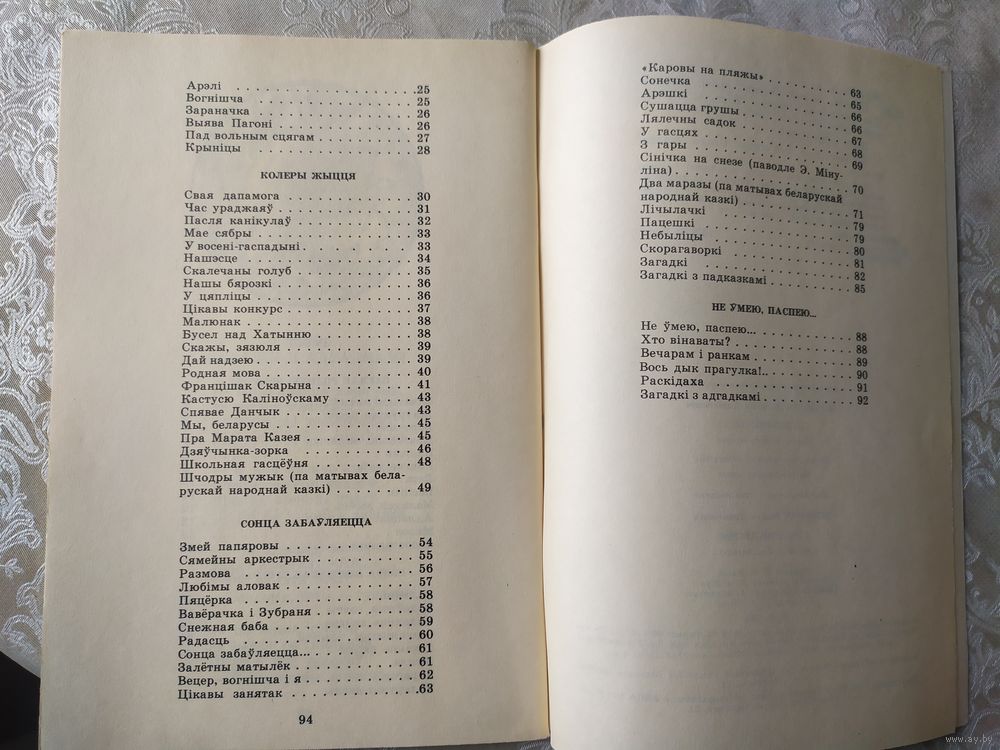 Арэлі . . . . . . . . . . . . . . . . . .25
Вогнішча . . . . . . . . . . . . . . . . 25
Зараначка . . . . . . . . . . . . . . . . 26
Выява Пагоні . . . . . . . . . . . . . . 26
Пад вольным сцягам . . . . . . . . . . . 27
Крыніцы . . . . . . . . . . . . . . . . 28
КОЛЕРЫ ЖЫЦЦЯ
Свая дапамога . . . . . . . . . . . . . 30
Час ураджаяў . . . . . . . . . . . . . . 31
Пасля канікулаў . . . . . . . . . . . . 32
Мае сябры . . . . . . . . . . . . . . . 33
У восені-гаспадыні . . . . . . . . . . . 33
Нашэсце . . . . . . . . . . . . . . . . 34
Скалечаны голуб . . . . . . . . . . . . 35
Нашы бярозкі . . . . . . . . . . . . . . 36
У цяпліцы . . . . . . . . . . . . . . . 36
Цікавы конкурс . . . . . . . . . . . . . 37
Малюнак . . . . . . . . . . . . . . . . 38
Бусел над Хатынню . . . . . . . . . . . 38
Скажы, зязюля . . . . . . . . . . . . . 39
Дай надзею . . . . . . . . . . . . . . . 39
Родная мова . . . . . . . . . . . . . . 40
Францішак Скарына . . . . . . . . . . . 41
Кастусю Каліноўскаму . . . . . . . . . . 43
Спявае Данчык . . . . . . . . . . . . . 43
Мы, беларусы . . . . . . . . . . . . . . 45
Пра Марата Казея . . . . . . . . . . . . 45
Дзяўчынка-зорка . . . . . . . . . . . . 46
Школьная гасцёўня . . . . . . . . . . . 48
Шчодры мужык (па матывах бела-
рускай народнай казкі) . . . . . . . . 49
СОНЦА ЗАБАЎЛЯЕЦЦА
Змей папяровы . . . . . . . . . . . . . 54
Сямейны аркестрык . . . . . . . . . . . 55
Размова . . . . . . . . . . . . . . . . 56
Любімы аловак . . . . . . . . . . . . . 57
Пяцёрка . . . . . . . . . . . . . . . . 58
Вавёрачка і Зубраня . . . . . . . . . . 58
Снежная баба . . . . . . . . . . . . . . 59
Радасць . . . . . . . . . . . . . . . . 60
Сонца забаўляецца... . . . . . . . . . . 61
Залётны матылёк . . . . . . . . . . . . 61
Вецер, вогнішча і я . . . . . . . . . . 62
Цікавы занятак . . . . . . . . . . . . .63
94
«Каровы на пляжы» . . . . . . . . . 63
Сонечка . . . . . . . . . . . . . . 65
Арэшкі . . . . . . . . . . . . . . 66
Сушацца грушы . . . . . . . . . . . 66
Лялечны садок . . . . . . . . . . . 67
У гасцях . . . . . . . . . . . . . 68
З гары . . . . . . . . . . . . . . 69
Сінічка на снезе (паводле Э. Міну-
ліна) . . . . . . . . . . . . . . . 70
Два маразы (па матывах беларускай
народнай казкі) . . . . . . . . . . 71
Лічылачкі . . . . . . . . . . . . . 79
Пацешкі . . . . . . . . . . . . . . 79
Небыліцы . . . . . . . . . . . . . 80
Скорагаворкі . . . . . . . . . . . 81
Загадкі . . . . . . . . . . . . . . 82
Загадкі з падказкамі . . . . . . . 85
НЕ ЎМЕЮ, ПАСПЕЮ...
Не ўмею, паспею... . . . . . . . . 88
Хто вінаваты? . . . . . . . . . . . 88
Вечарам і ранкам . . . . . . . . . 89
Вось дык прагулка!.. . . . . . . . 90
Раскідаха . . . . . . . . . . . . . 91
Загадкі з адгадкамі . . . . . . . . 92
www.ay.by